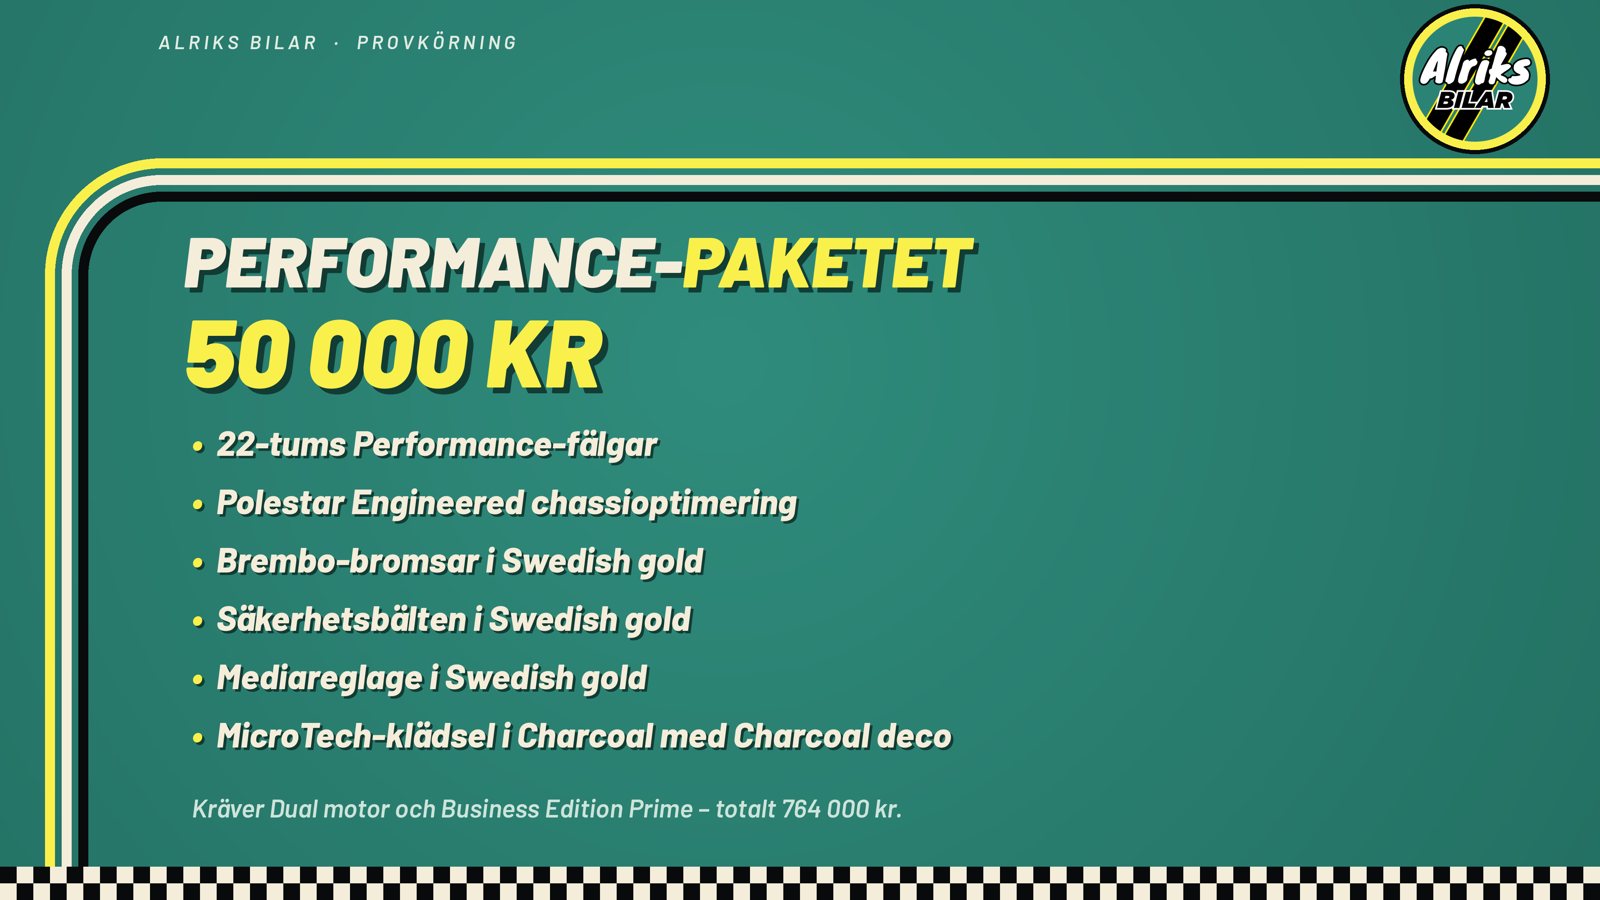 ALRIKS BILAR · PROVKÖRNING
Alriks
BILAR
PERFORMANCE-PAKETET
50 000 KR
• 22-tums Performance-fälgar
• Polestar Engineered chassioptimering
• Brembo-bromsar i Swedish gold
• Säkerhetsbälten i Swedish gold
• Mediareglage i Swedish gold
• MicroTech-klädsel i Charcoal med Charcoal deco
Kräver Dual motor och Business Edition Prime – totalt 764 000 kr.